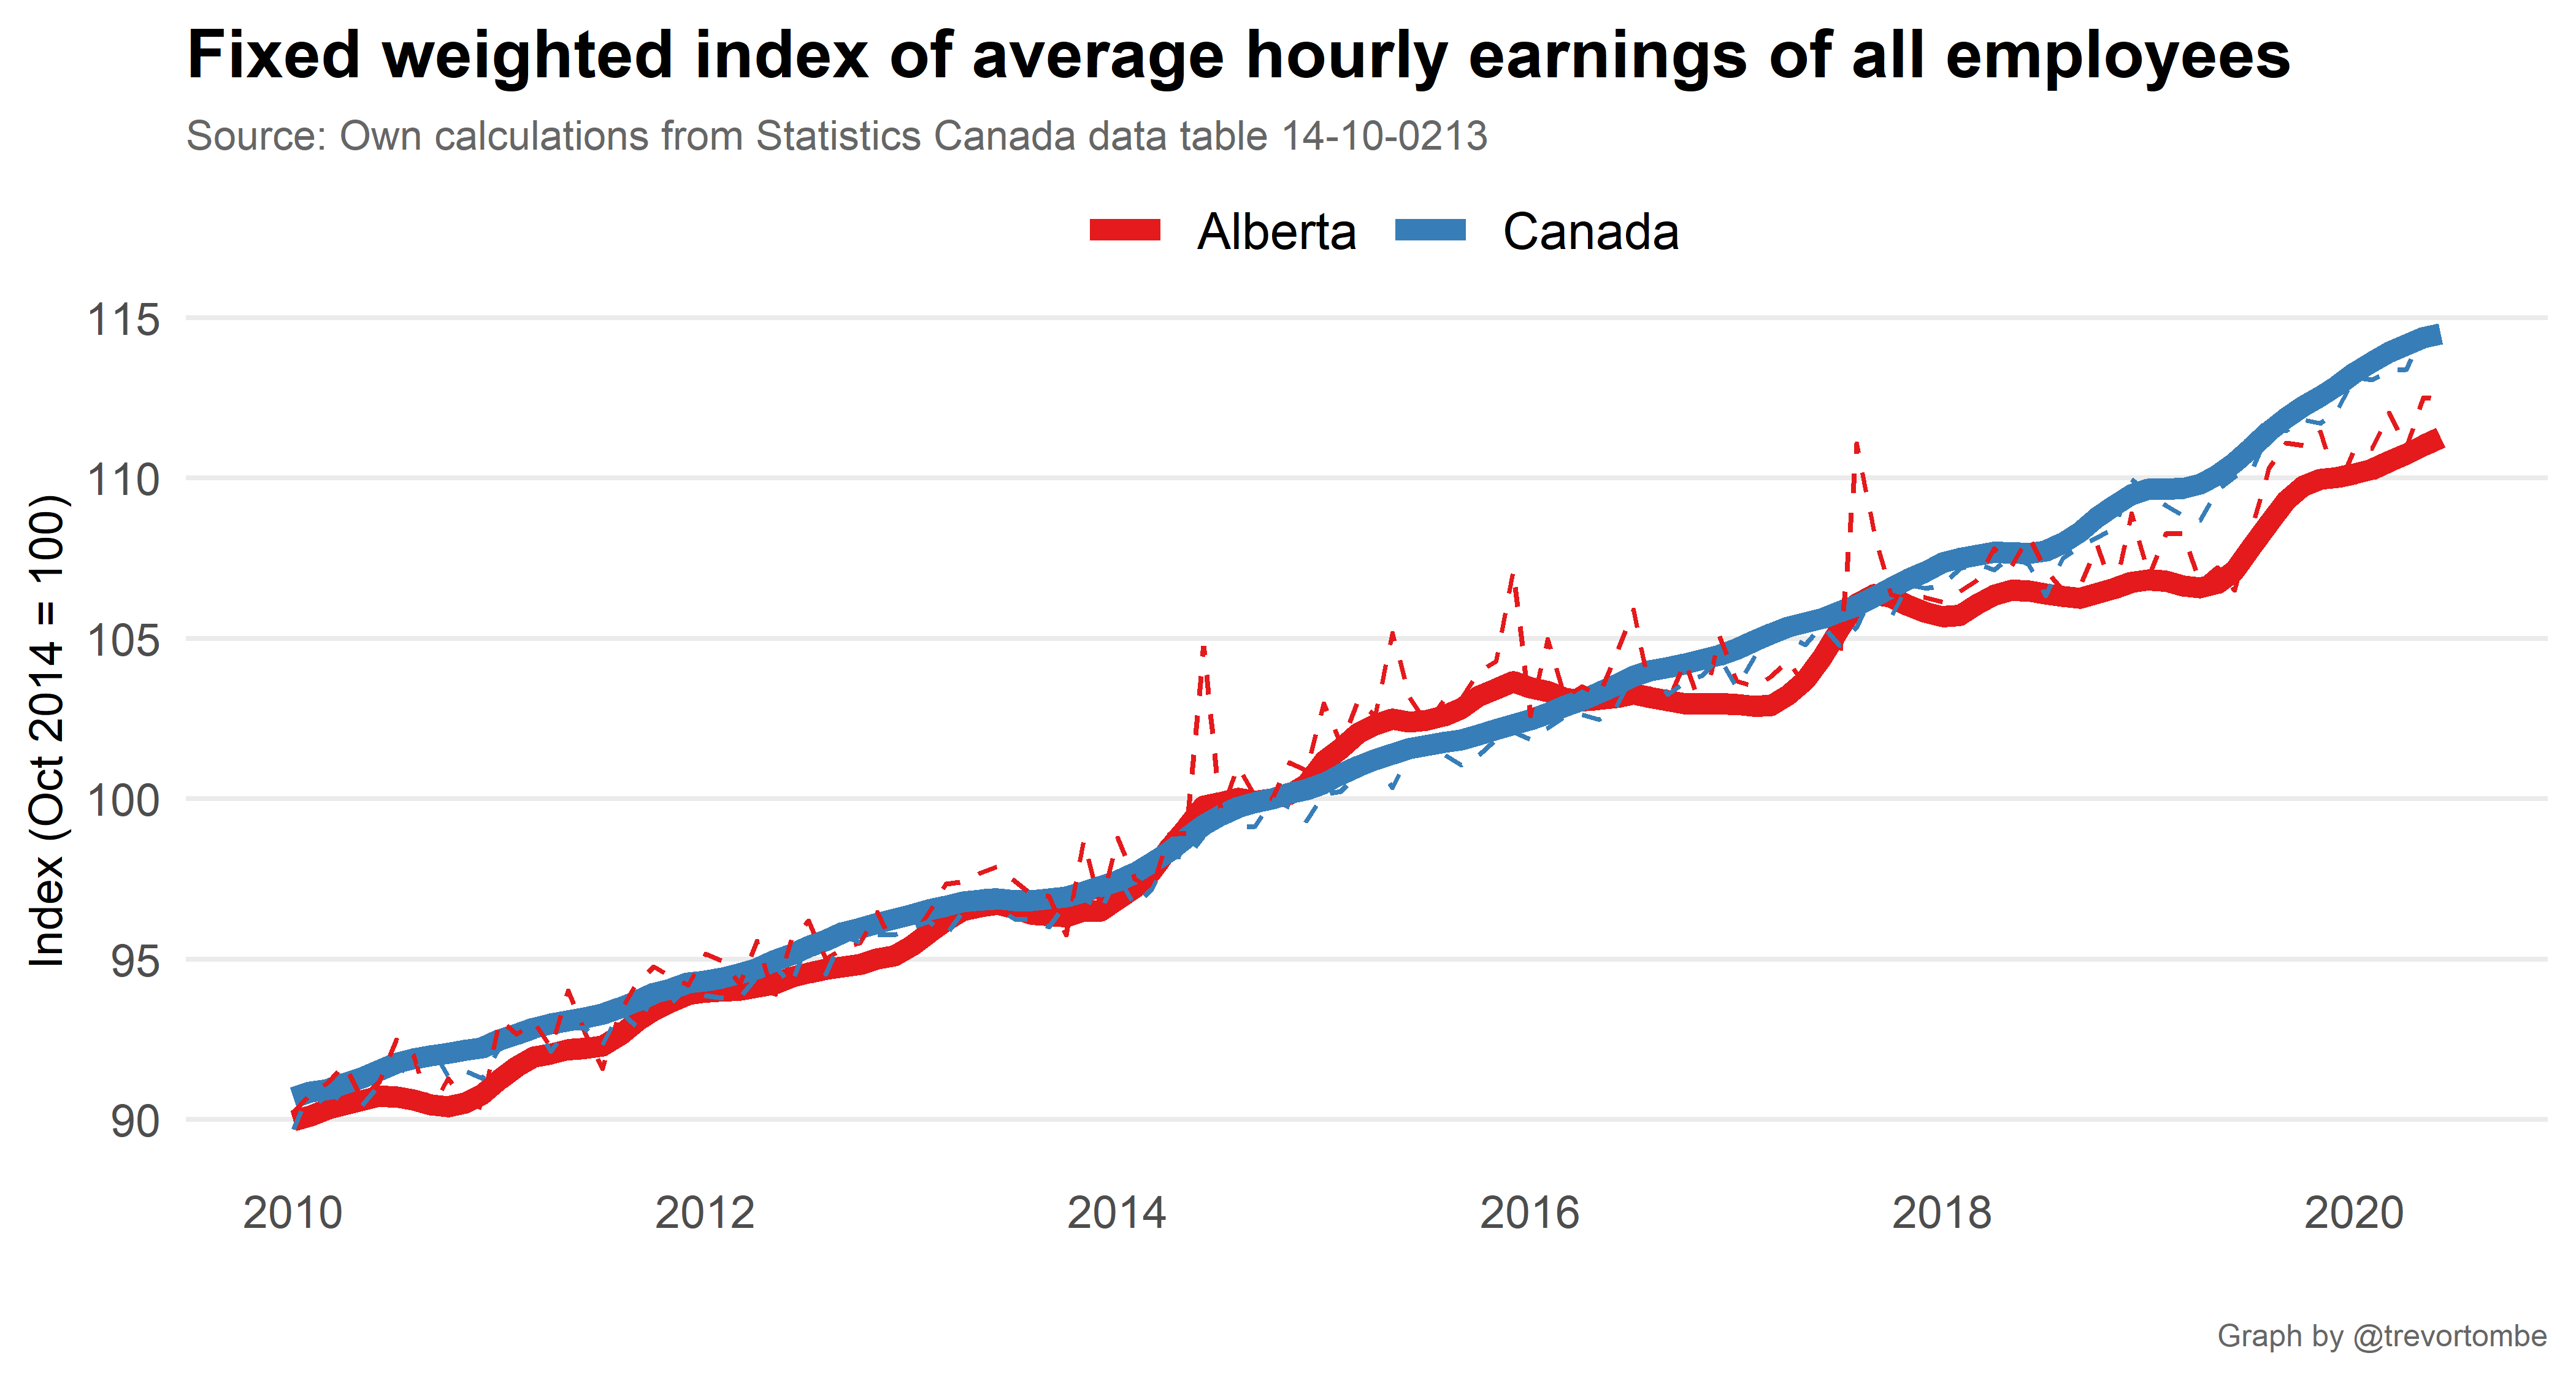 Fixed weighted index of average hourly earnings of all employees
Source: Own calculations from Statistics Canada data table 14-10-0213
Alberta Canada
Index (Oct 2014 = 100)
115
110
105
100
95
90
2010 2012 2014 2016 2018 2020
Graph by @trevortombe